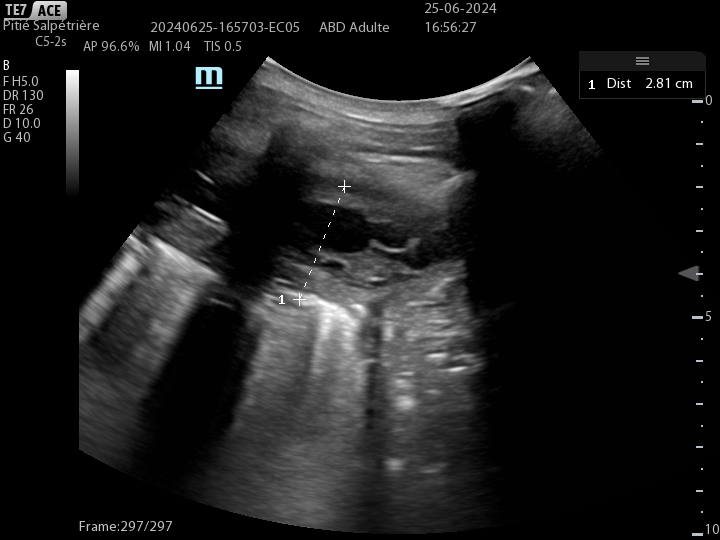 TE7 ACE
25-06-2024
Pitié Salpêtrière
20240625-165703-EC05 ABD Adulte 16:56:27
C5-2s
AP 96.6% MI 1.04 TIS 0.5
m
B
F H5.0
DR 130
FR 26
D 10.0
G 40
1 Dist 2.81 cm
0
1
5
10
Frame:297/297